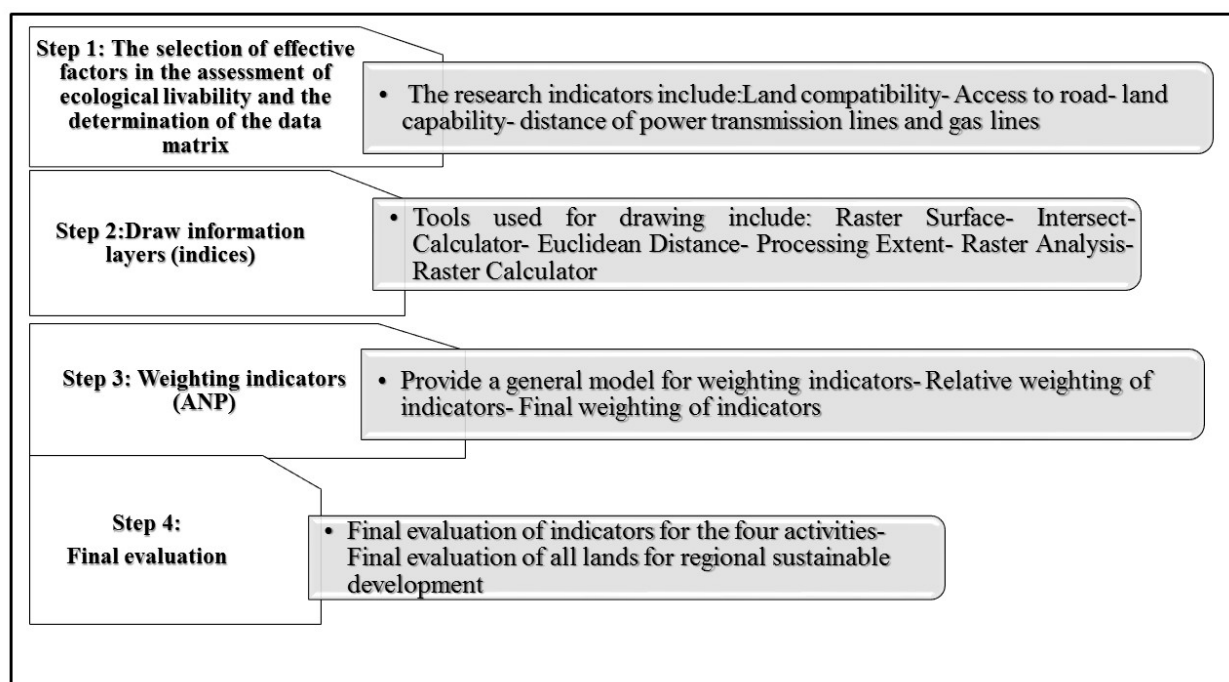 Step 1: The selection of effective
factors in the assessment of
ecological livability and the
determination of the data
matrix
• The research indicators include:Land compatibility- Access to road- land
capability- distance of power transmission lines and gas lines
Step 2:Draw information
layers (indices)
• Tools used for drawing include: Raster Surface- Intersect-
Calculator- Euclidean Distance- Processing Extent- Raster Analysis-
Raster Calculator
Step 3: Weighting indicators
(ANP)
• Provide a general model for weighting indicators- Relative weighting of
indicators- Final weighting of indicators
Step 4:
Final evaluation
• Final evaluation of indicators for the four activities-
Final evaluation of all lands for regional sustainable
development